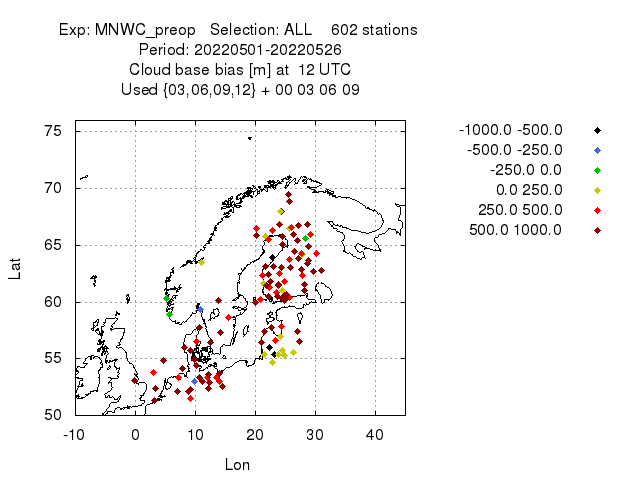 Exp: MNWC_preop   Selection: ALL    602 stations
Period: 20220501-20220526
Cloud base bias [m] at  12 UTC
Used {03,06,09,12} + 00 03 06 09
75
70
65
60
55
50
-10 0 10 20 30 40
Lat
Lon
-1000.0 -500.0
-500.0 -250.0
-250.0 0.0
0.0 250.0
250.0 500.0
500.0 1000.0